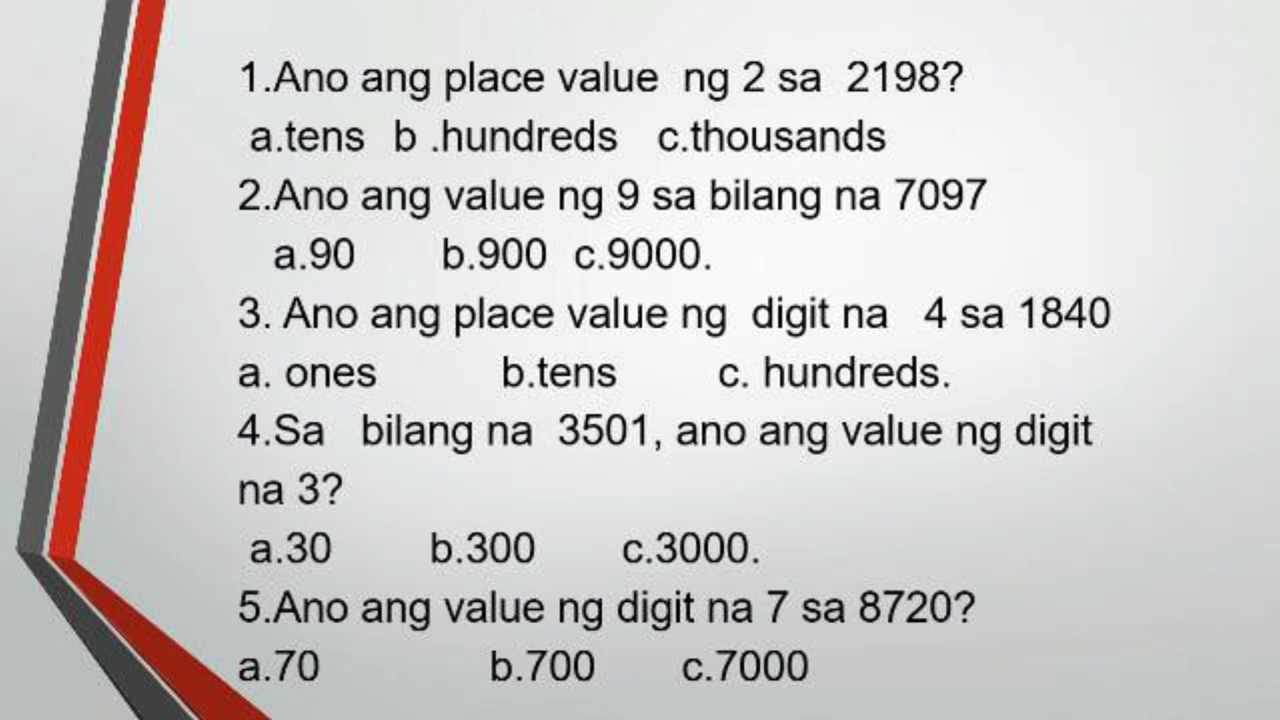 1.Ano ang place value  ng 2 sa  2198?
a.tens  b .hundreds   c.thousands
2.Ano ang value ng 9 sa bilang na 7097
a.90       b.900  c.9000.
3. Ano ang place value ng  digit na   4 sa 1840
a. ones          b.tens        c. hundreds.
4.Sa   bilang na  3501, ano ang value ng digit
na 3?
a.30        b.300       c.3000.
5.Ano ang value ng digit na 7 sa 8720?
a.70              b.700       c.7000